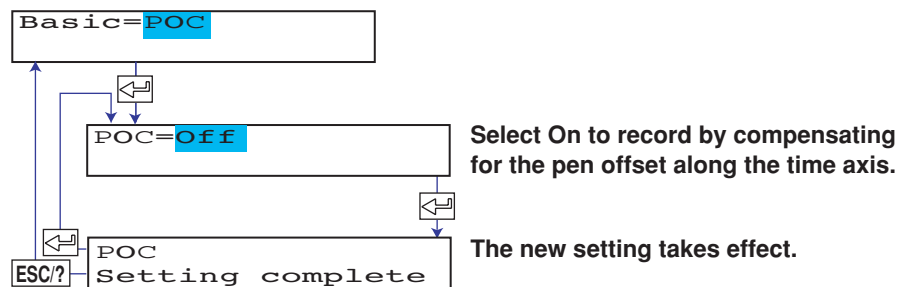 Basic=POC
POC=Off
Select On to record by compensating
for the pen offset along the time axis.
POC
Setting complete
ESC/?
The new setting takes effect.